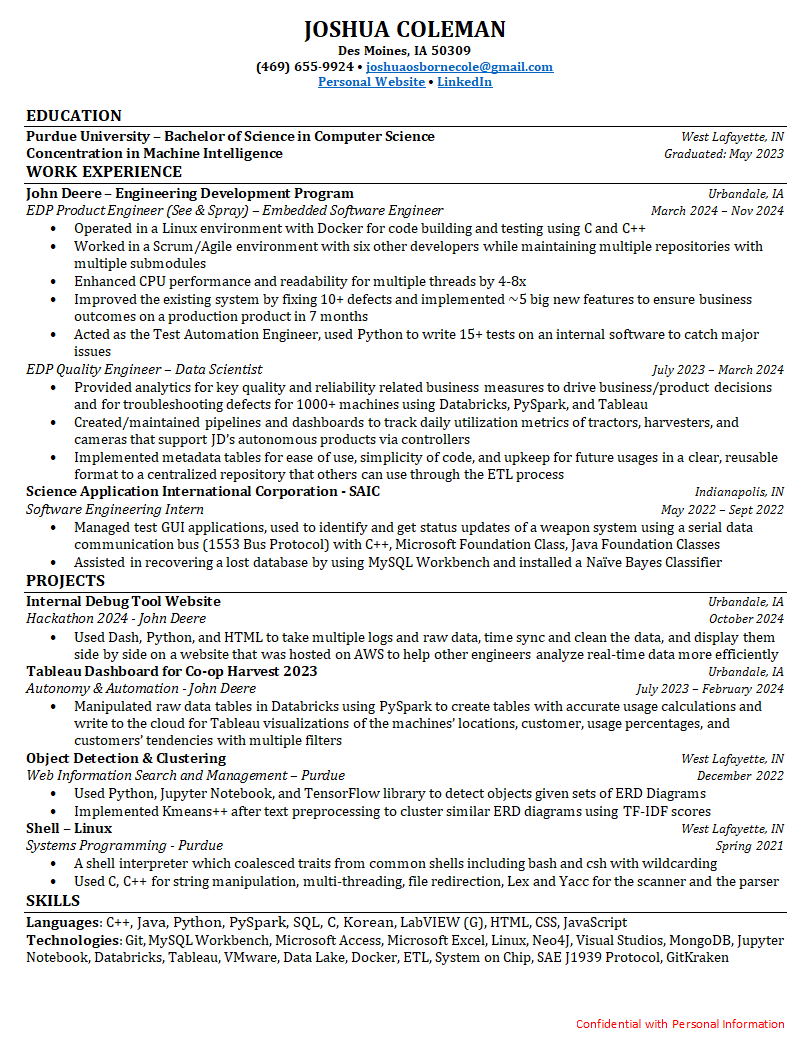 JOSHUA COLEMAN
Des Moines, IA 50309
(469) 655-9924 • joshuaosbornecole@gmail.com
Personal Website • LinkedIn
EDUCATION
Purdue University – Bachelor of Science in Computer Science West Lafayette, IN
Concentration in Machine Intelligence Graduated: May 2023
WORK EXPERIENCE
John Deere – Engineering Development Program Urbandale, IA
EDP Product Engineer (See & Spray) – Embedded Software Engineer March 2024 – Nov 2024
• Operated in a Linux environment with Docker for code building and testing using C and C++
• Worked in a Scrum/Agile environment with six other developers while maintaining multiple repositories with
multiple submodules
• Enhanced CPU performance and readability for multiple threads by 4-8x
• Improved the existing system by fixing 10+ defects and implemented ~5 big new features to ensure business
outcomes on a production product in 7 months
• Acted as the Test Automation Engineer, used Python to write 15+ tests on an internal software to catch major
issues
EDP Quality Engineer – Data Scientist July 2023 – March 2024
• Provided analytics for key quality and reliability related business measures to drive business/product decisions
and for troubleshooting defects for 1000+ machines using Databricks, PySpark, and Tableau
• Created/maintained pipelines and dashboards to track daily utilization metrics of tractors, harvesters, and
cameras that support JD's autonomous products via controllers
• Implemented metadata tables for ease of use, simplicity of code, and upkeep for future usages in a clear, reusable
format to a centralized repository that others can use through the ETL process
Science Application International Corporation - SAIC Indianapolis, IN
Software Engineering Intern May 2022 – Sept 2022
• Managed test GUI applications, used to identify and get status updates of a weapon system using a serial data
communication bus (1553 Bus Protocol) with C++, Microsoft Foundation Class, Java Foundation Classes
• Assisted in recovering a lost database by using MySQL Workbench and installed a Naïve Bayes Classifier
PROJECTS
Internal Debug Tool Website Urbandale, IA
Hackathon 2024 - John Deere October 2024
• Used Dash, Python, and HTML to take multiple logs and raw data, time sync and clean the data, and display them
side by side on a website that was hosted on AWS to help other engineers analyze real-time data more efficiently
Tableau Dashboard for Co-op Harvest 2023 Urbandale, IA
Autonomy & Automation - John Deere July 2023 – February 2024
• Manipulated raw data tables in Databricks using PySpark to create tables with accurate usage calculations and
write to the cloud for Tableau visualizations of the machines' locations, customer, usage percentages, and
customers' tendencies with multiple filters
Object Detection & Clustering West Lafayette, IN
Web Information Search and Management – Purdue December 2022
• Used Python, Jupyter Notebook, and TensorFlow library to detect objects given sets of ERD Diagrams
• Implemented Kmeans++ after text preprocessing to cluster similar ERD diagrams using TF-IDF scores
Shell – Linux West Lafayette, IN
Systems Programming - Purdue Spring 2021
• A shell interpreter which coalesced traits from common shells including bash and csh with wildcarding
• Used C, C++ for string manipulation, multi-threading, file redirection, Lex and Yacc for the scanner and the parser
SKILLS
Languages: C++, Java, Python, PySpark, SQL, C, Korean, LabVIEW (G), HTML, CSS, JavaScript
Technologies: Git, MySQL Workbench, Microsoft Access, Microsoft Excel, Linux, Neo4J, Visual Studios, MongoDB, Jupyter
Notebook, Databricks, Tableau, VMware, Data Lake, Docker, ETL, System on Chip, SAE J1939 Protocol, GitKraken
Confidential with Personal Information